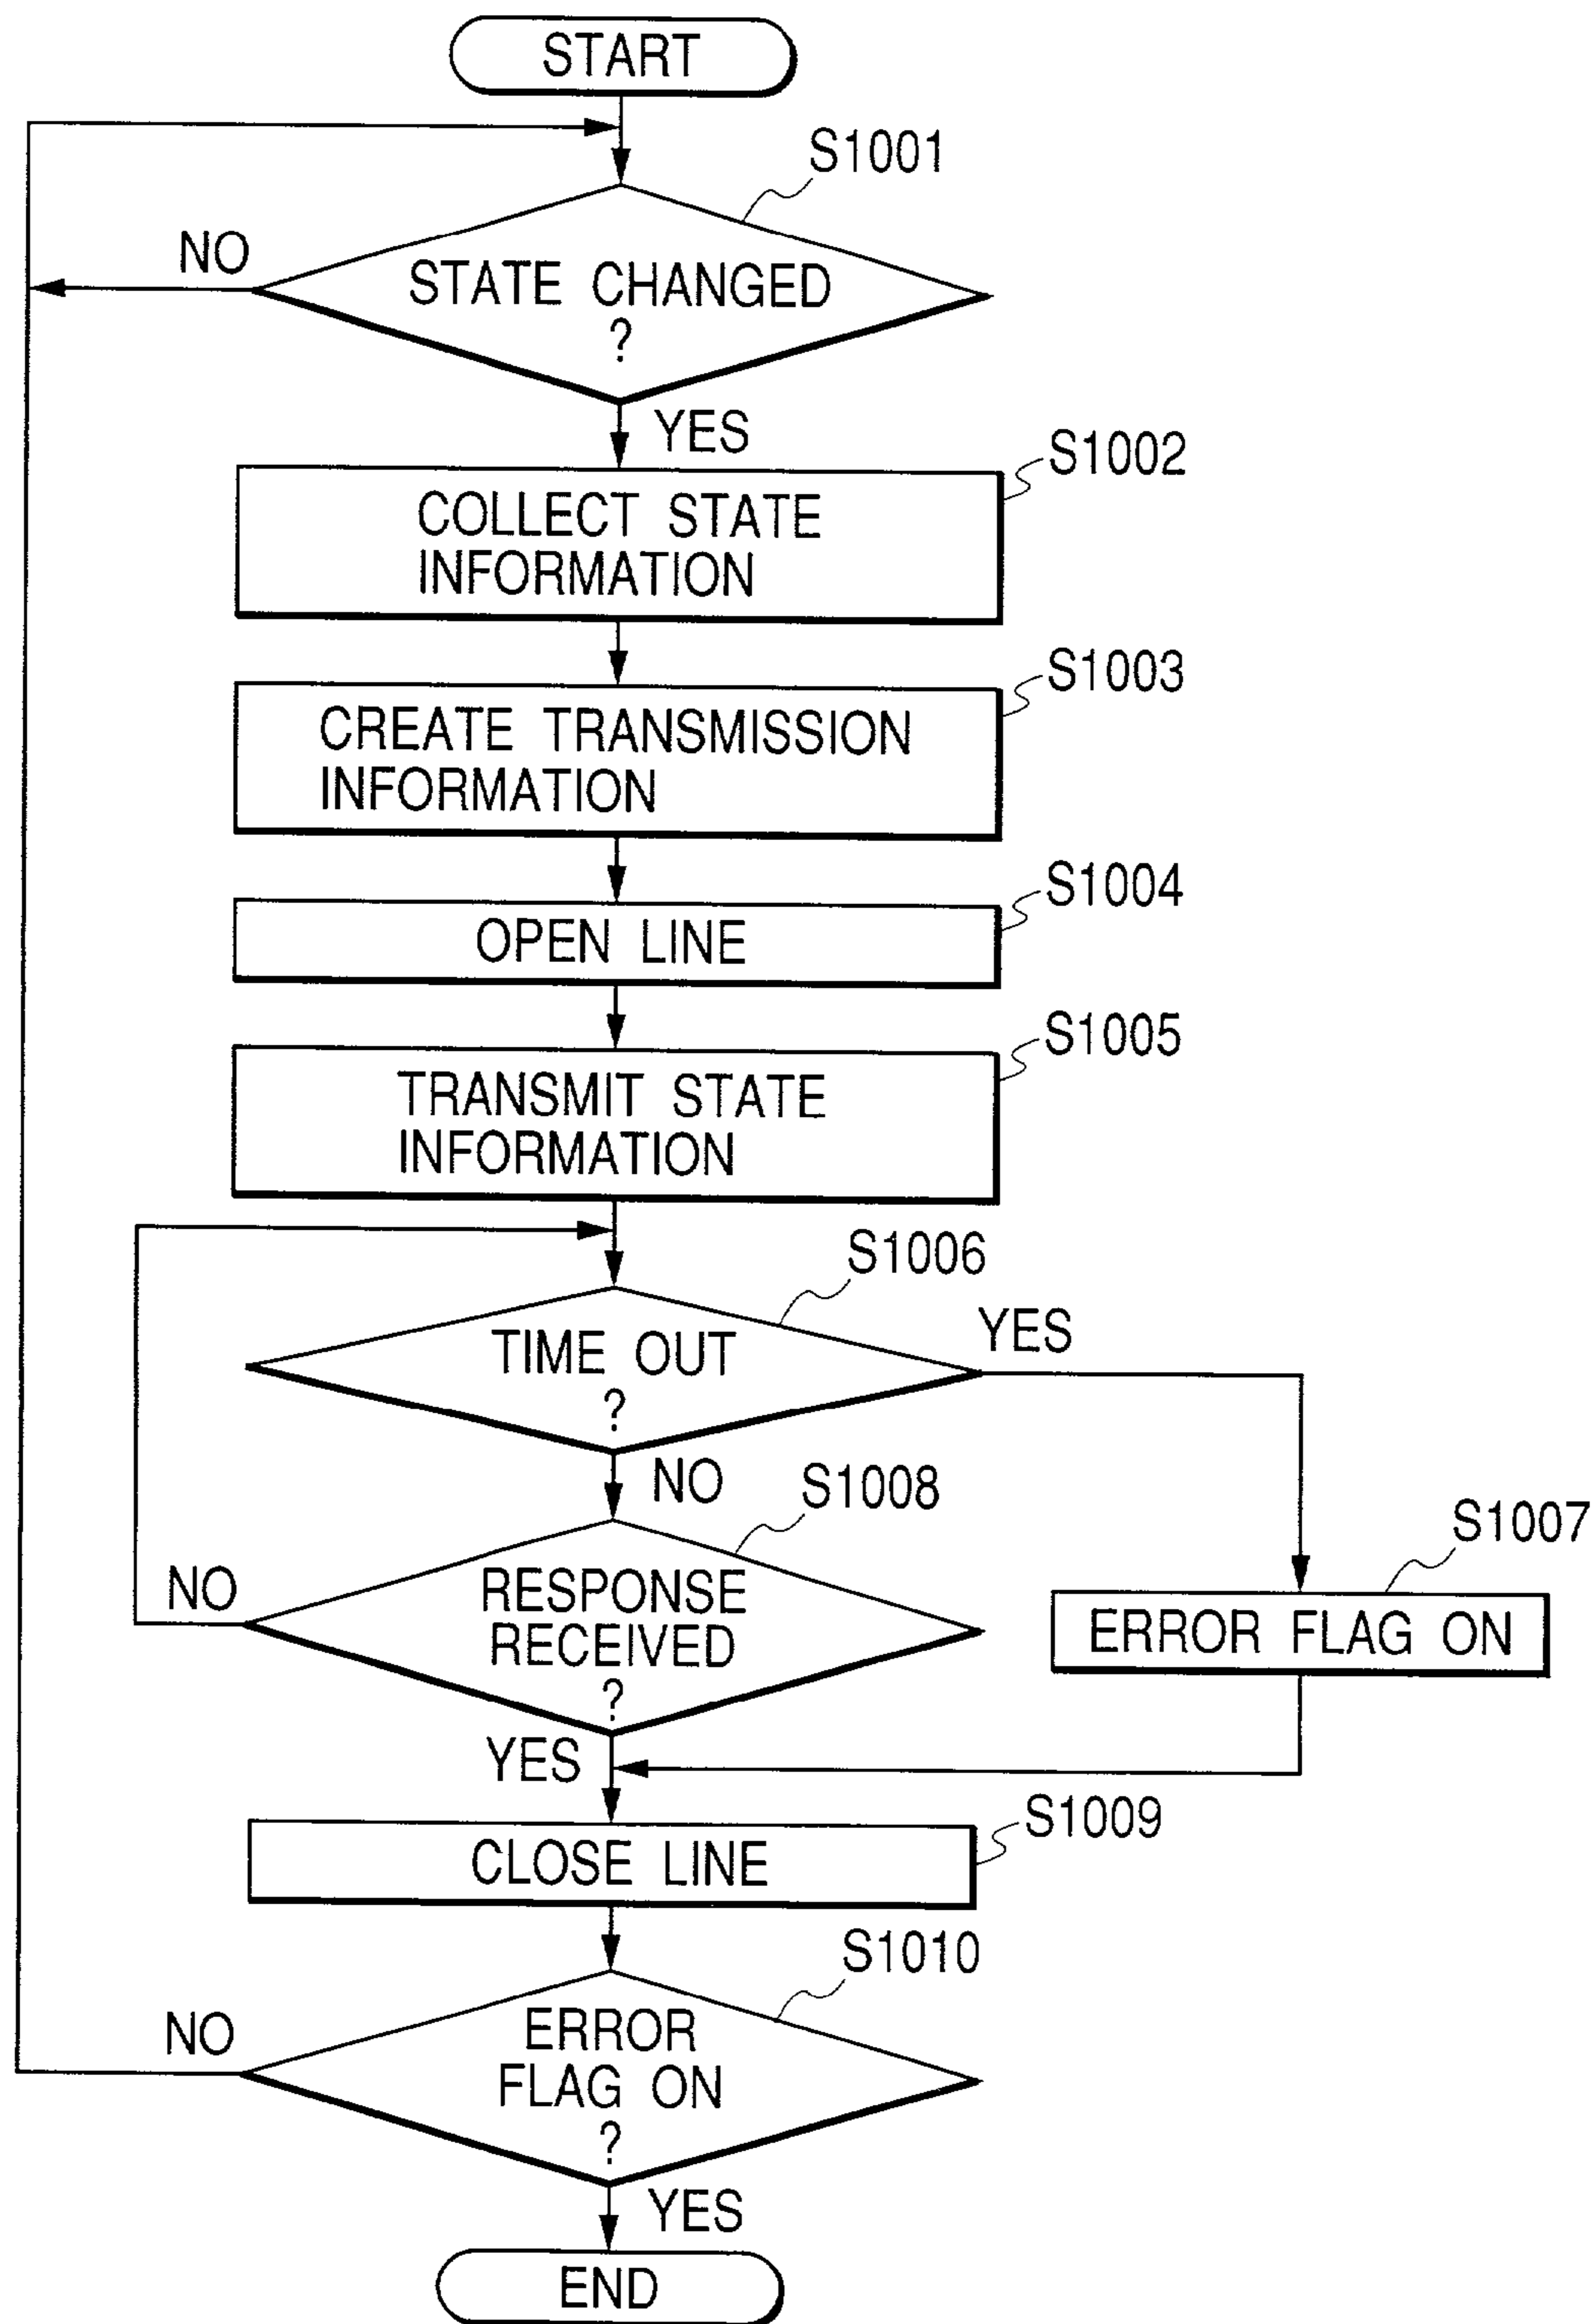 START
S1001
NO
STATE CHANGED
?
YES
S1002
COLLECT STATE
INFORMATION
S1003
CREATE TRANSMISSION
INFORMATION
S1004
OPEN LINE
S1005
TRANSMIT STATE
INFORMATION
S1006
TIME OUT
?
YES
NO
S1008
RESPONSE
RECEIVED
?
NO
S1007
ERROR FLAG ON
YES
S1009
CLOSE LINE
S1010
NO
ERROR
FLAG ON
?
YES
END